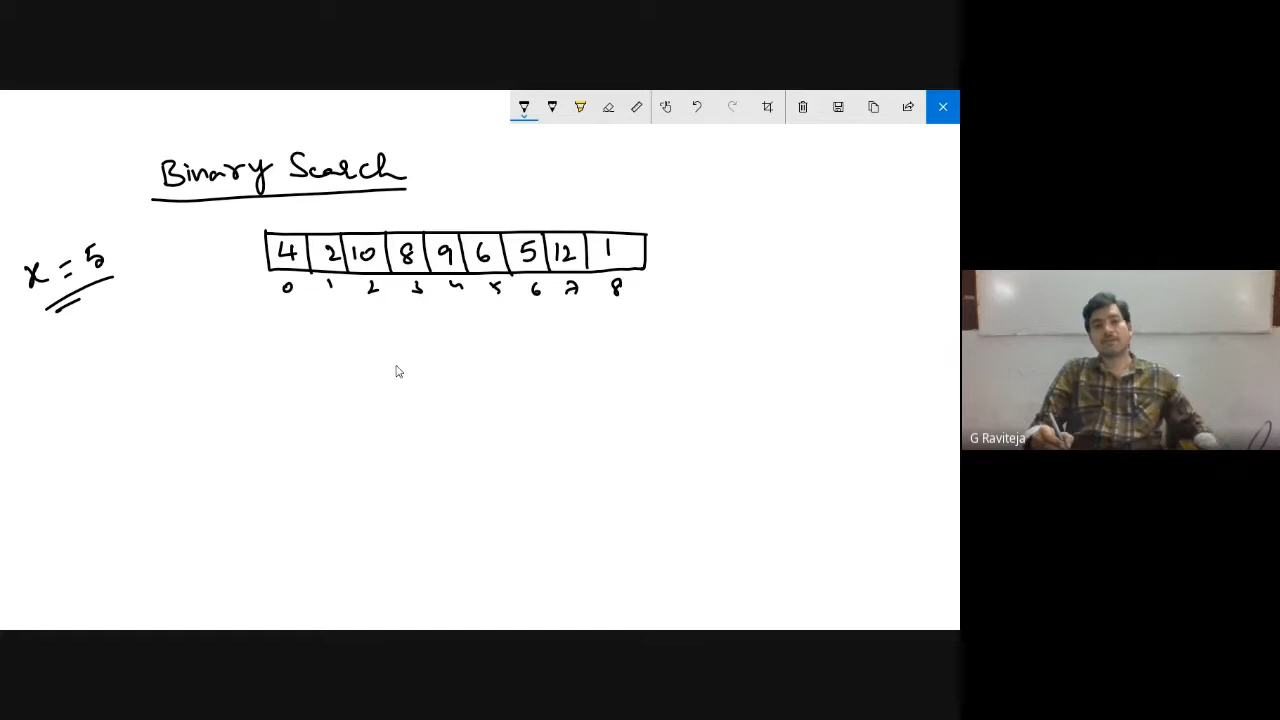 Binary Search
x = 5
4 2 10 8 9 6 5 12 1
0 1 2 3 4 5 6 7 8
G Raviteja